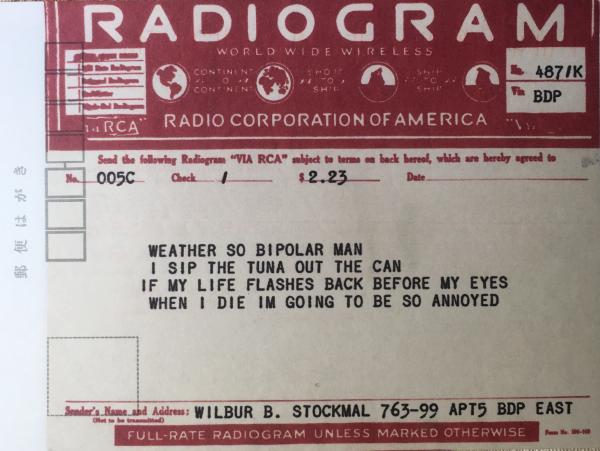 RADIOGRAM
WORLD WIDE WIRELESS
CONTINENT TO CONTINENT
SHORE TO SHIP
SHIP
SHIP
"VIA RCA"
RADIO CORPORATION OF AMERICA
No. 487/K
Via BDP
Send the following Radiogram "VIA RCA" subject to terms on back hereof, which are hereby agreed to
No. 005C Check 1 $ 2.23 Date
WEATHER SO BIPOLAR MAN
I SIP THE TUNA OUT THE CAN
IF MY LIFE FLASHES BACK BEFORE MY EYES
WHEN I DIE IM GOING TO BE SO ANNOYED
Sender's Name and Address: WILBUR B. STOCKMAL 763-99 APT5 BDP EAST
(Not to be transmitted)
FULL-RATE RADIOGRAM UNLESS MARKED OTHERWISE
郵便はがき